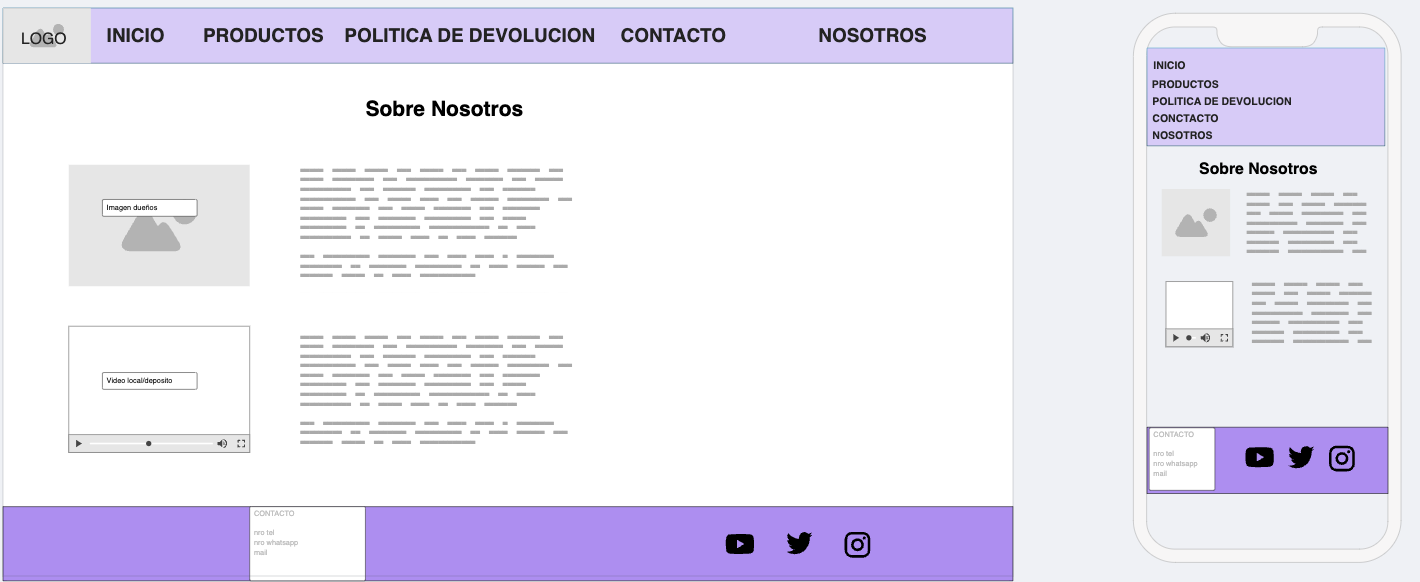 LOGO
INICIO
PRODUCTOS
POLITICA DE DEVOLUCION
CONTACTO
NOSOTROS
Sobre Nosotros
Imagen dueños
Video local/deposito
CONTACTO
nro tel
nro whatsapp
mail
INICIO
PRODUCTOS
POLITICA DE DEVOLUCION
CONCTACTO
NOSOTROS
Sobre Nosotros
CONTACTO
nro tel
nro whatsapp
mail